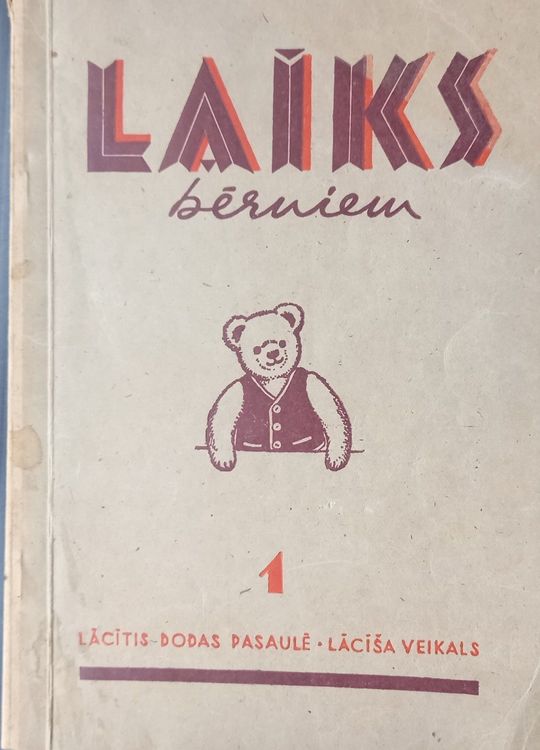 LAIKS
bērniem
1
LĀCĪTIS DODAS PASAULĒ · LĀCĪŠA VEIKALS